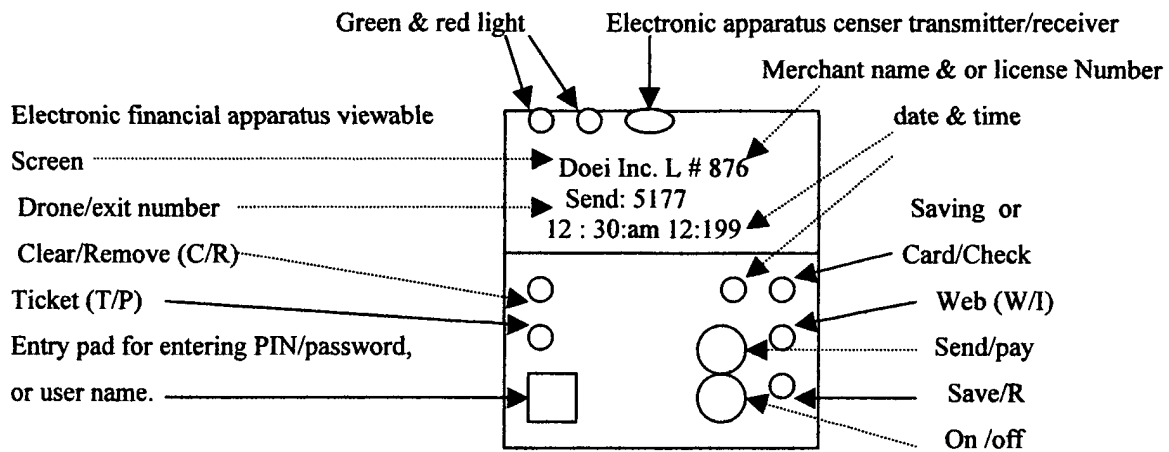 Green & red light
Electronic apparatus censer transmitter/receiver
Merchant name & or license Number
Electronic financial apparatus viewable
date & time
Screen
Doei Inc. L # 876
Drone/exit number
Send: 5177
Saving or
12 : 30:am 12:199
Clear/Remove (C/R)
Card/Check
Ticket (T/P)
Web (W/I)
Entry pad for entering PIN/password,
Send/pay
or user name.
Save/R
On /off